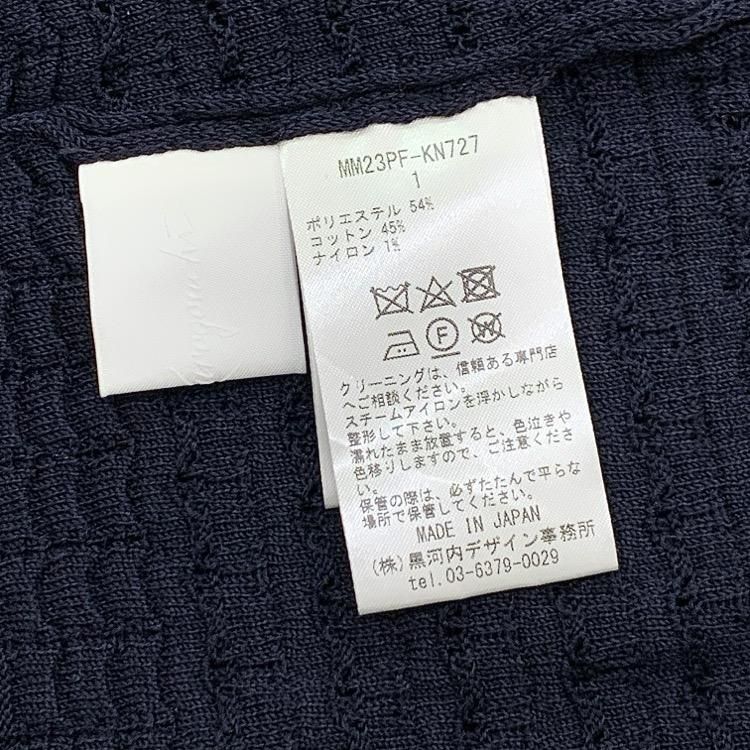 MM23PF-KN727
1
ポリエステル 54%
コットン 45%
ナイロン 1%
F
W
クリーニングは、信頼ある専門店
へご相談ください。
スチームアイロンを浮かしながら
整形して下さい。
濡れたまま放置すると、色泣きや
色移りしますので、ご注意くださ
い。
保管の際は、必ずたたんで平らな
場所で保管してください。
MADE IN JAPAN
(株)黒河内デザイン事務所
tel.03-6379-0029